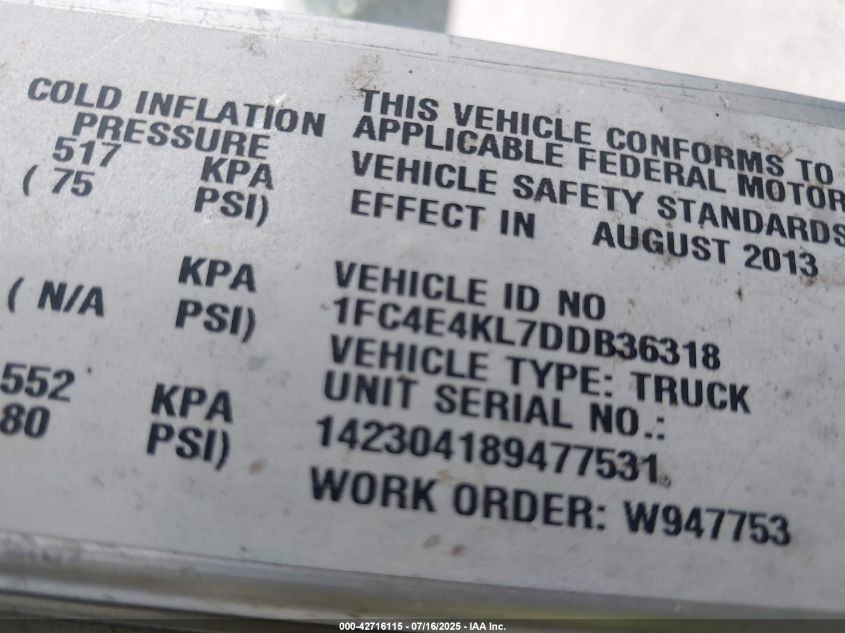 COLD INFLATION
PRESSURE
517 KPA
( 75 PSI)
KPA
( N/A PSI)
552 KPA
80 PSI)
THIS VEHICLE CONFORMS TO
APPLICABLE FEDERAL MOTOR
VEHICLE SAFETY STANDARDS
EFFECT IN AUGUST 2013
VEHICLE ID NO
1FC4E4KL7DDB36318
VEHICLE TYPE: TRUCK
UNIT SERIAL NO.:
142304189477531
WORK ORDER: W947753
000-42716115 - 07/16/2025 - IAA Inc.